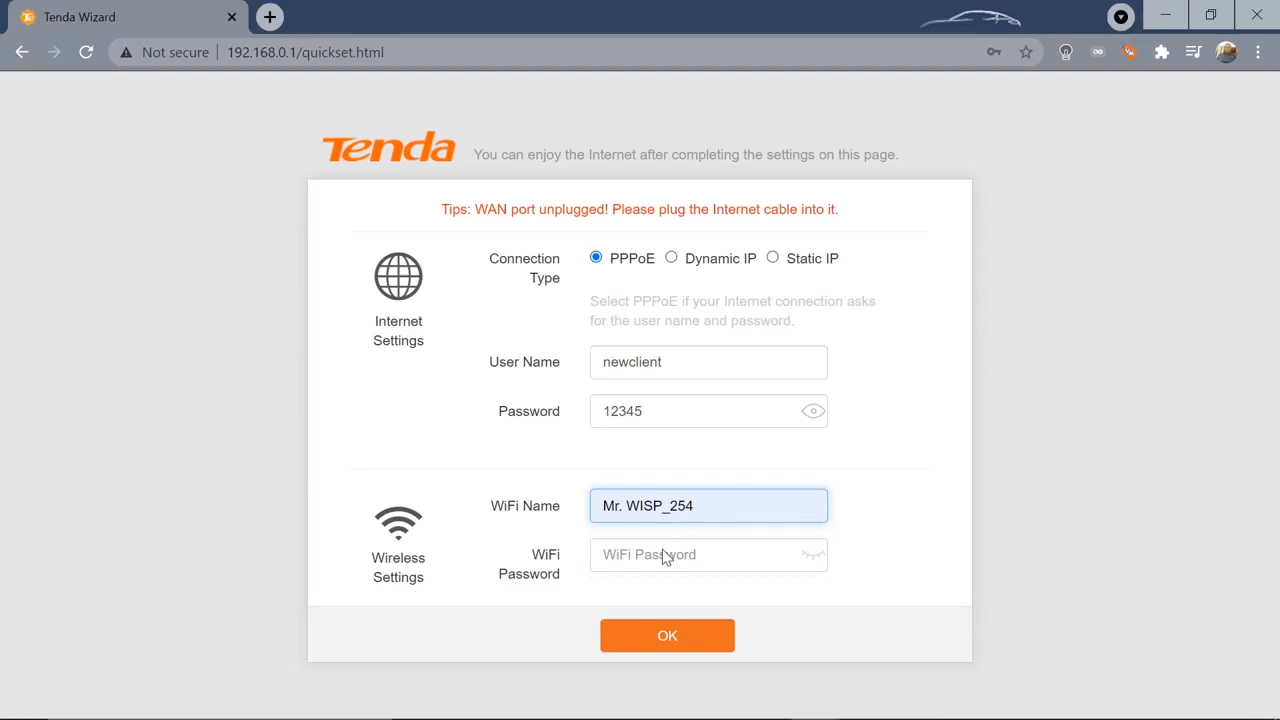 Tenda Wizard
Not secure
192.168.0.1/quickset.html
Tenda
You can enjoy the Internet after completing the settings on this page.
Tips: WAN port unplugged! Please plug the Internet cable into it.
Internet
Settings
Connection
Type
PPPoE
Dynamic IP
Static IP
Select PPPoE if your Internet connection asks
for the user name and password.
User Name
newclient
Password
12345
Wireless
Settings
WiFi Name
Mr. WISP_254
WiFi
Password
WiFi Password
OK